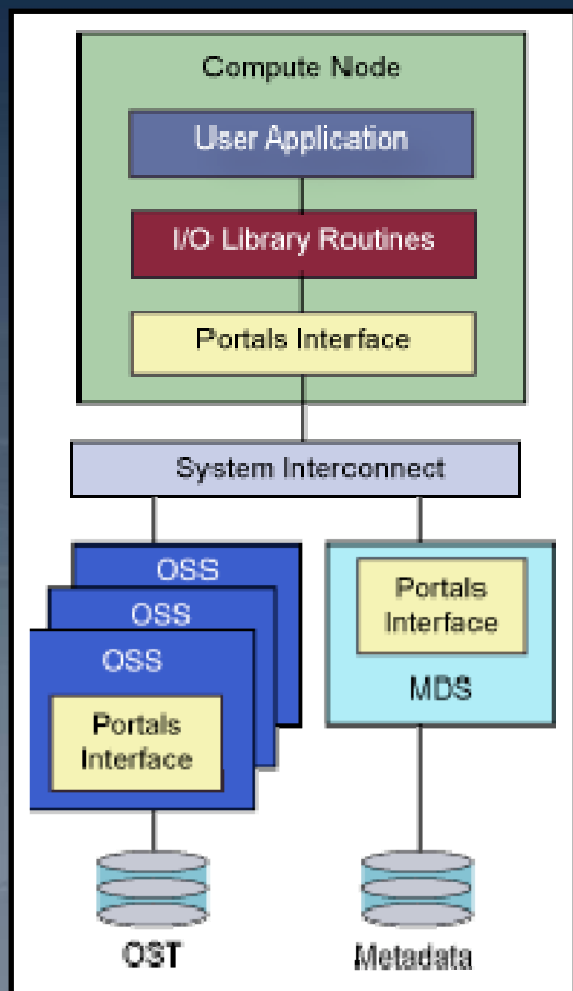 Compute Node
User Application
I/O Library Routines
Portals Interface
System Interconnect
OSS
OSS
OSS
Portals
Interface
Portals
Interface
MDS
OST
Metadata